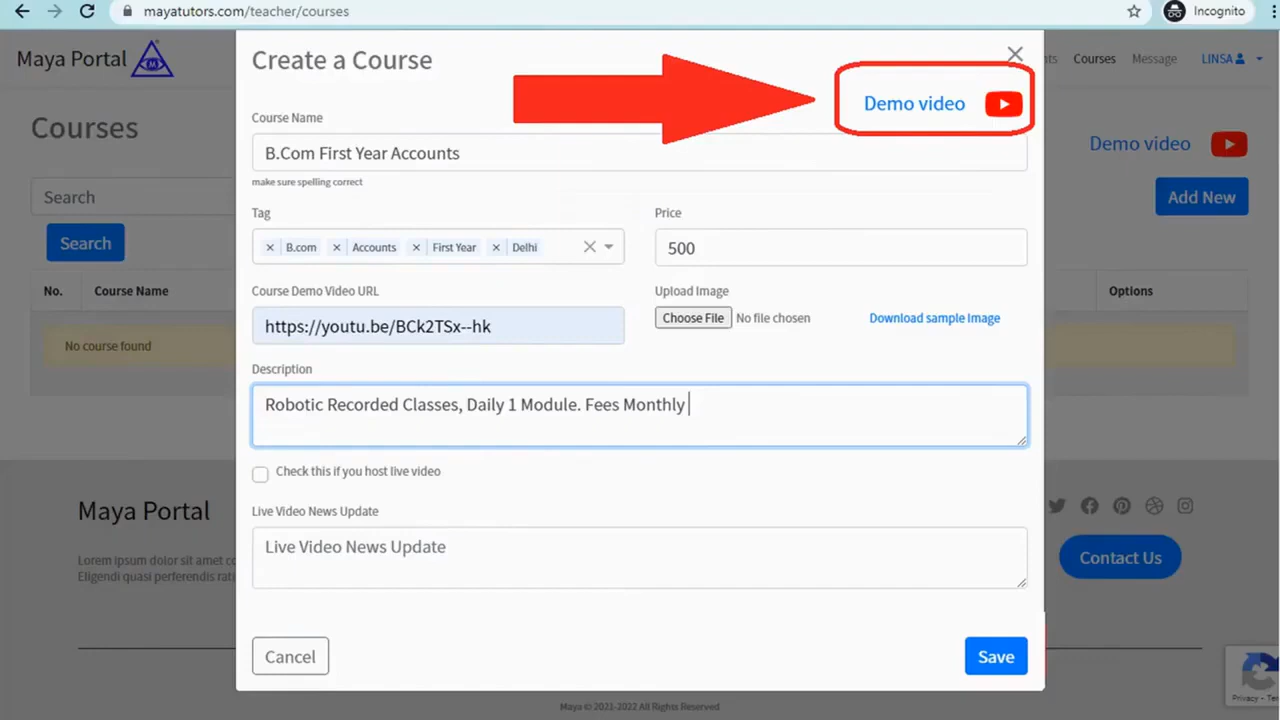 mayatutors.com/teacher/courses
Incognito
Maya Portal
M
Create a Course
Courses
Message
LINSA
Demo video
Course Name
Courses
B.Com First Year Accounts
Demo video
make sure spelling correct
Search
Add New
Tag
Price
B.com
Accounts
First Year
Delhi
500
Search
No.
Course Name
Course Demo Video URL
Upload Image
Options
https://youtu.be/BCk2TSx--hk
Choose File
No file chosen
Download sample Image
No course found
Description
Robotic Recorded Classes, Daily 1 Module. Fees Monthly
Check this if you host live video
Maya Portal
Live Video News Update
Live Video News Update
Lorem ipsum dolor sit amet
Eligendi quasi perferendis
Contact Us
Cancel
Save
Privacy
Maya © 2021-2022 All Rights Reserved